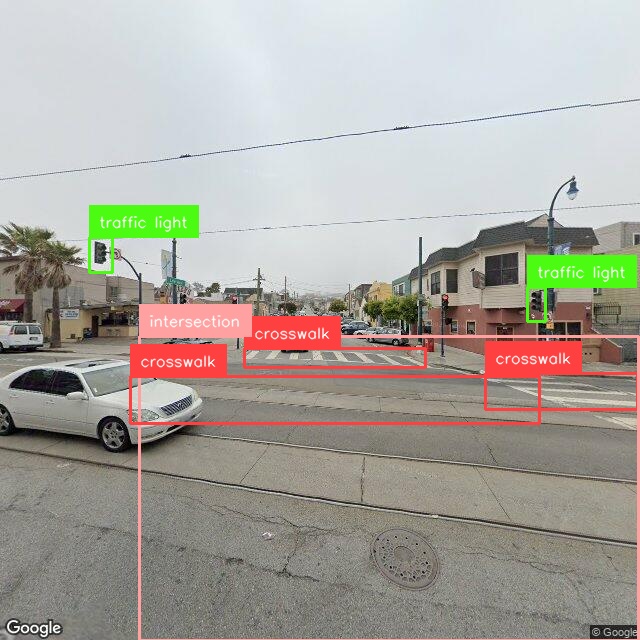 traffic light
traffic light
intersection
crosswalk
crosswalk
crosswalk
Google
© Google